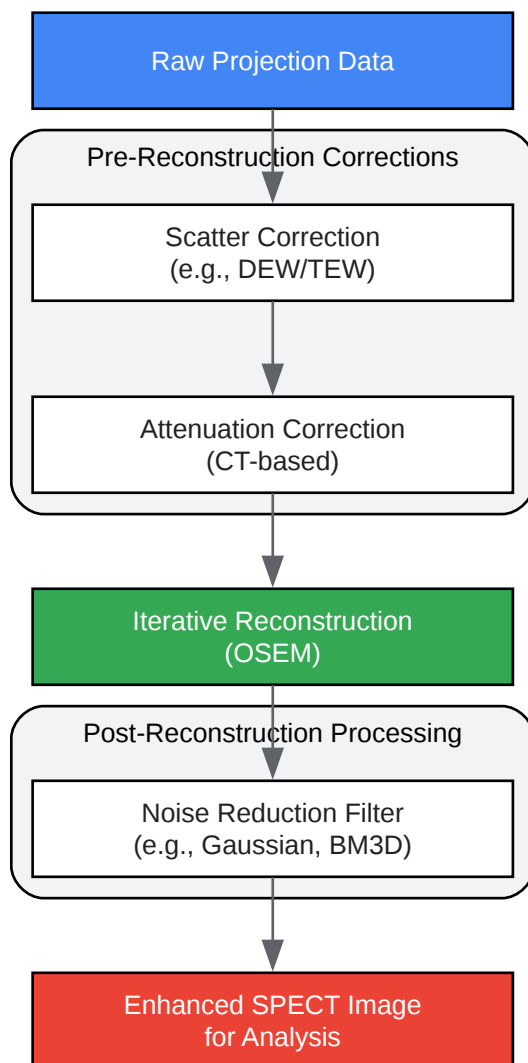 Raw Projection Data
Pre-Reconstruction Corrections
Scatter Correction
(e.g., DEW/TEW)
Attenuation Correction
(CT-based)
Iterative Reconstruction
(OSEM)
Post-Reconstruction Processing
Noise Reduction Filter
(e.g., Gaussian, BM3D)
Enhanced SPECT Image
for Analysis